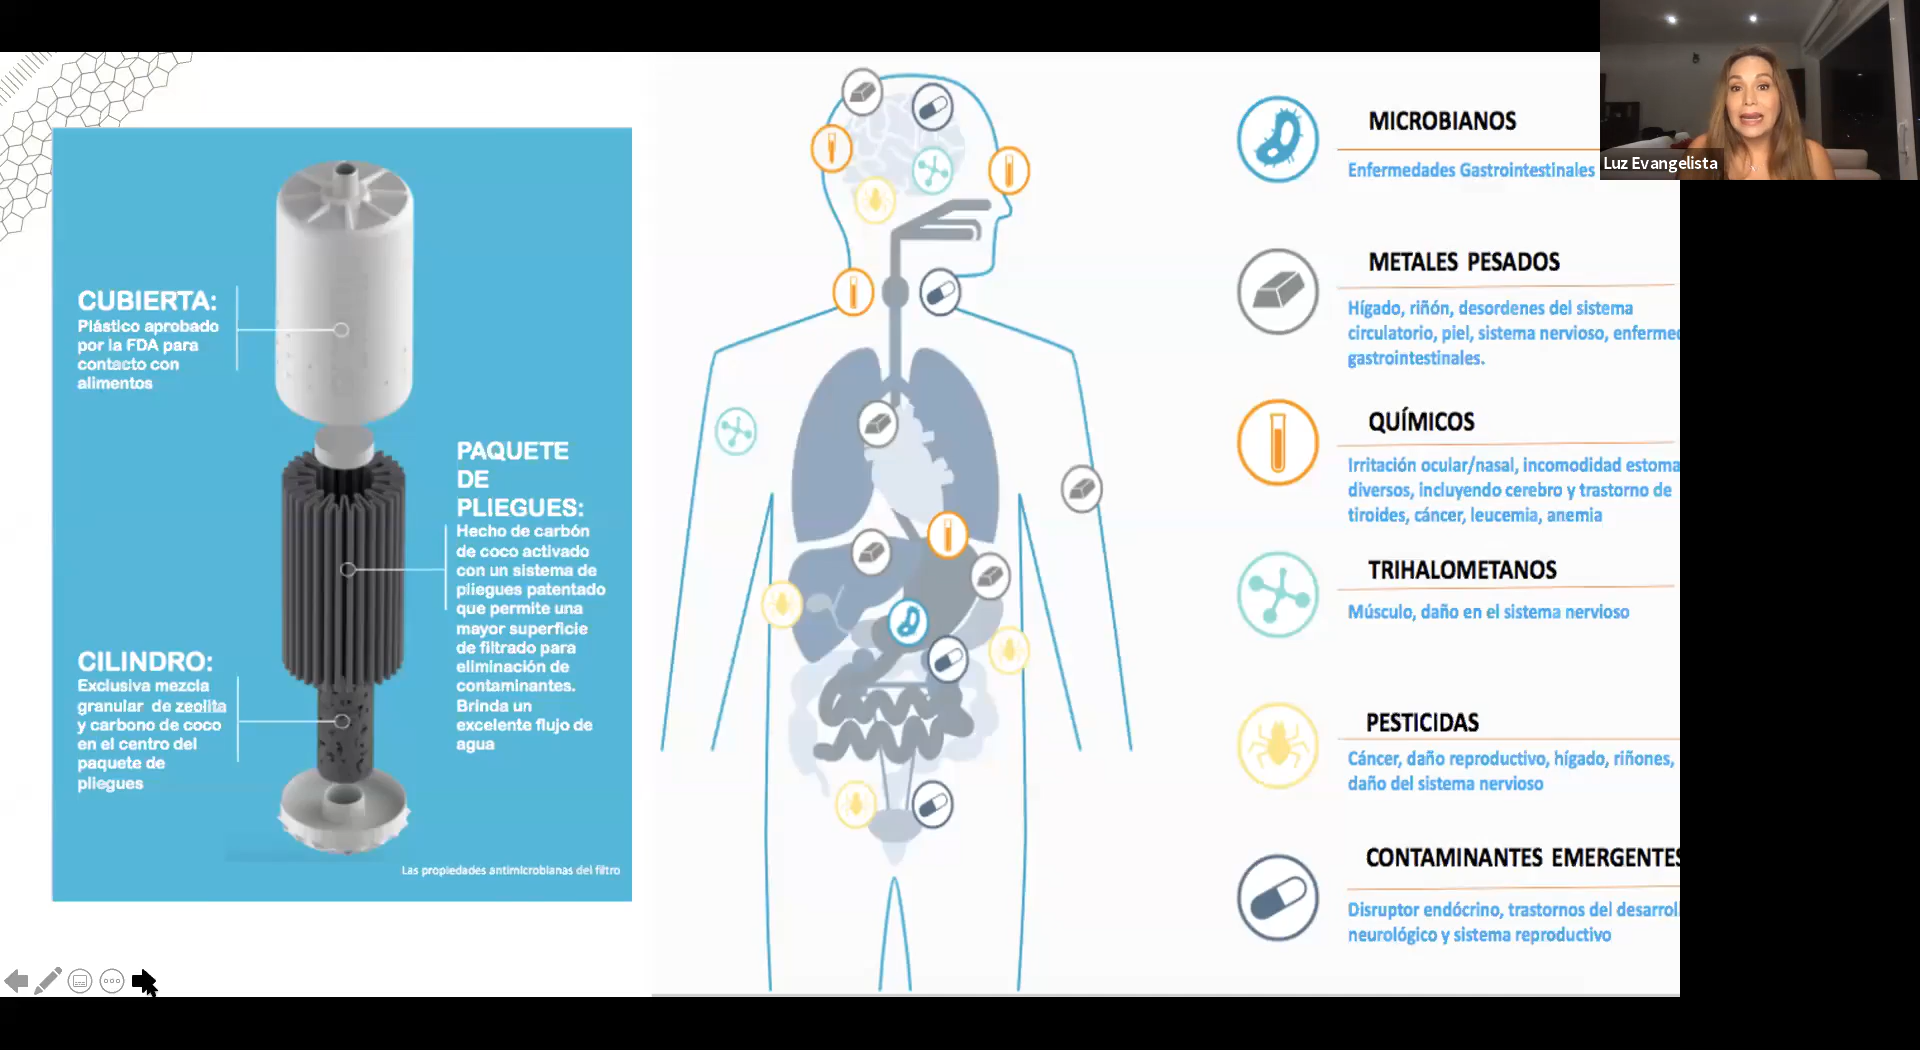 CUBIERTA:
Plástico aprobado
por la FDA para
contacto con
alimentos
PAQUETE
DE
PLIEGUES:
Hecho de carbón
de coco activado
con un sistema de
pliegues patentado
que permite una
mayor superficie
de filtrado para
eliminación de
contaminantes.
Brinda un
excelente flujo de
agua
CILINDRO:
Exclusiva mezcla
granular de zeolita
y carbono de coco
en el centro del
paquete de
pliegues
Las propiedades antimicrobianas del filtro
MICROBIANOS
Enfermedades Gastrointestinales
METALES PESADOS
Hígado, riñón, desordenes del sistema
circulatorio, piel, sistema nervioso, enfermed
gastrointestinales.
QUÍMICOS
Irritación ocular/nasal, incomodidad estoma
diversos, incluyendo cerebro y trastorno de
tiroides, cáncer, leucemia, anemia
TRIHALOMETANOS
Músculo, daño en el sistema nervioso
PESTICIDAS
Cáncer, daño reproductivo, hígado, riñones,
daño del sistema nervioso
CONTAMINANTES EMERGENTES
Disruptor endócrino, trastornos del desarrol
neurológico y sistema reproductivo
Luz Evangelista